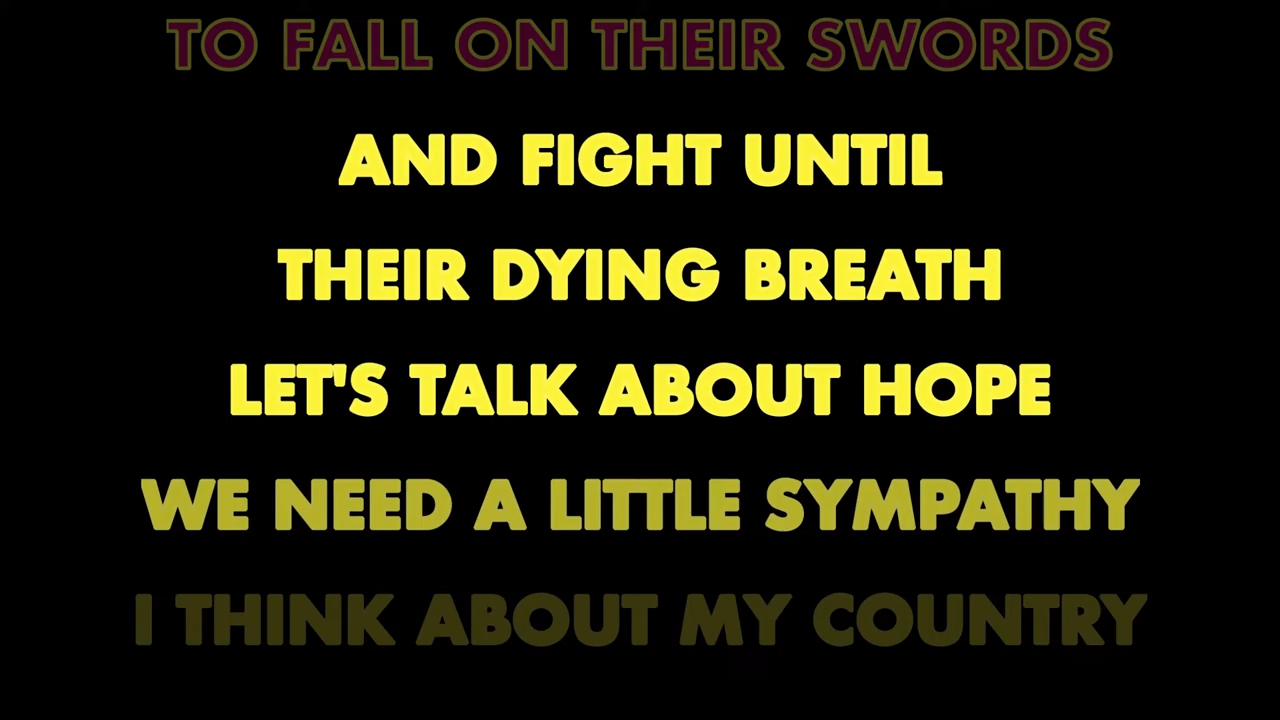 TO FALL ON THEIR SWORDS
AND FIGHT UNTIL
THEIR DYING BREATH
LET'S TALK ABOUT HOPE
WE NEED A LITTLE SYMPATHY
I THINK ABOUT MY COUNTRY